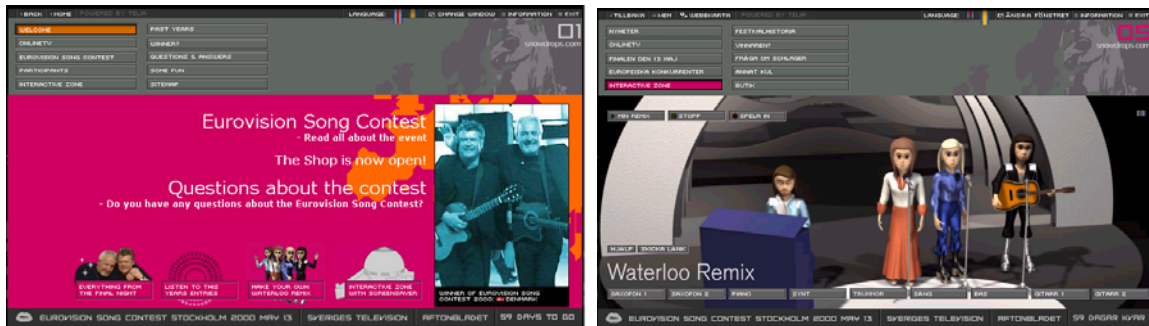 BACK HOME POWERED BY TELIA LANGUAGE: CHANGE WINDOW INFORMATION EXIT
WELCOME PAST YEARS
ONLINETV WINNER?
EUROVISION SONG CONTEST QUESTIONS & ANSWERS
PARTICIPANTS SOME FUN
INTERACTIVE ZONE SITEMAP
01
snowdrops.com
Eurovision Song Contest
- Read all about the event
The Shop is now open!
Questions about the contest
- Do you have any questions about the Eurovision Song Contest?
EVERYTHING FROM THE FINAL NIGHT
LISTEN TO THIS YEARS ENTRIES
MAKE YOUR OWN WATERLOO REMIX
INTERACTIVE ZONE WITH SCREENSAVER
WINNER OF EUROVISION SONG
CONTEST 2000: DENMARK
EUROVISION SONG CONTEST STOCKHOLM 2000 MAY 13 SVERIGES TELEVISION AFTONBLADET 59 DAYS TO GO
TILLBAKA HEM WEBBKARTA POWERED BY TELIA LANGUAGE: ÄNDRA FÖNSTRET INFORMATION EXIT
NYHETER FESTIVALHISTORIA
ONLINETV VINNAREN?
FINALEN DEN 13 MAJ FRÅGA OM SCHLAGER
EUROPEISKA KONKURRENTER ANNAT KUL
INTERACTIVE ZONE BUTIK
05
snowdrops.com
MIN REMIX STOPP SPELA IN
HJÄLP SKICKA LÄNK
Waterloo Remix
SAXOFON 1 SAXOFON 2 PIANO SYNT TRUMMOR SÅNG BAS GITARR 1 GITARR 2
EUROVISION SONG CONTEST STOCKHOLM 2000 MAY 13 SVERIGES TELEVISION AFTONBLADET 59 DAGAR KVAR